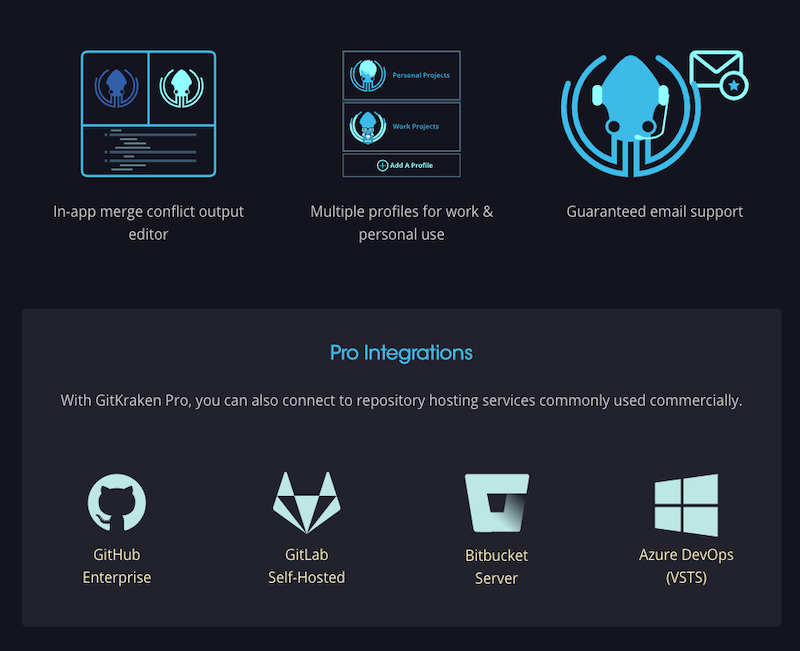 Personal Projects
Work Projects
Add A Profile
In-app merge conflict output
editor
Multiple profiles for work &
personal use
Guaranteed email support
Pro Integrations
With GitKraken Pro, you can also connect to repository hosting services commonly used commercially.
GitHub
Enterprise
GitLab
Self-Hosted
Bitbucket
Server
Azure DevOps
(VSTS)